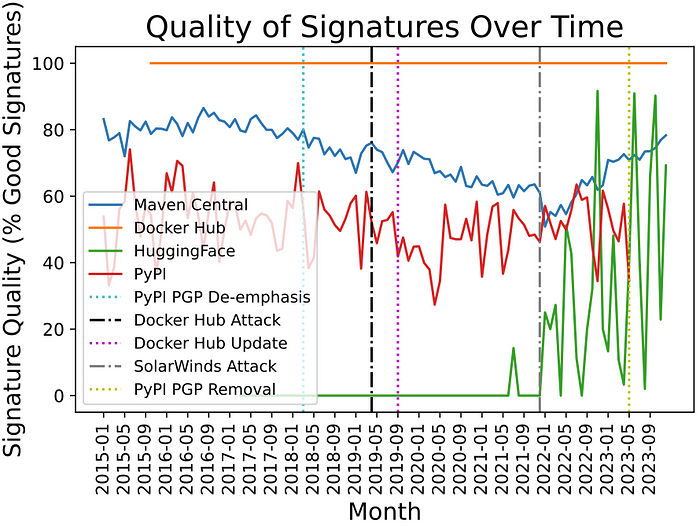 Quality of Signatures Over Time
Signature Quality (% Good Signatures)
100
80
60
40
20
0
Maven Central
Docker Hub
HuggingFace
PyPI
PyPI PGP De-emphasis
Docker Hub Attack
Docker Hub Update
SolarWinds Attack
PyPI PGP Removal
2015-01
2015-05
2015-09
2016-01
2016-05
2016-09
2017-01
2017-05
2017-09
2018-01
2018-05
2018-09
2019-01
2019-05
2019-09
2020-01
2020-05
2020-09
2021-01
2021-05
2021-09
2022-01
2022-05
2022-09
2023-01
2023-05
2023-09
Month